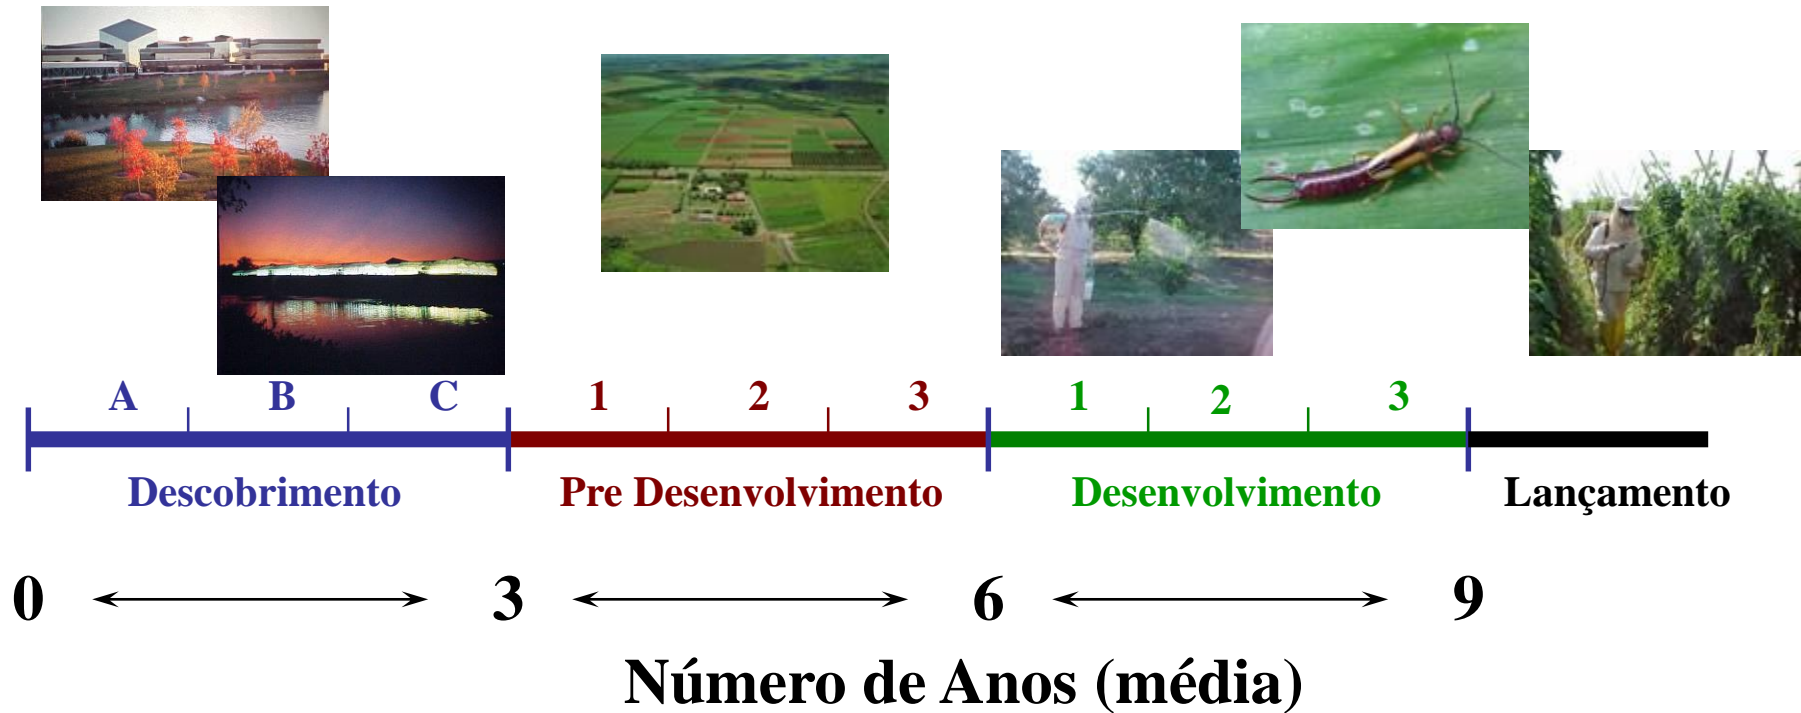 A B C 1 2 3 1 2 3
Descobrimento Pre Desenvolvimento Desenvolvimento Lançamento
0 3 6 9
Número de Anos (média)